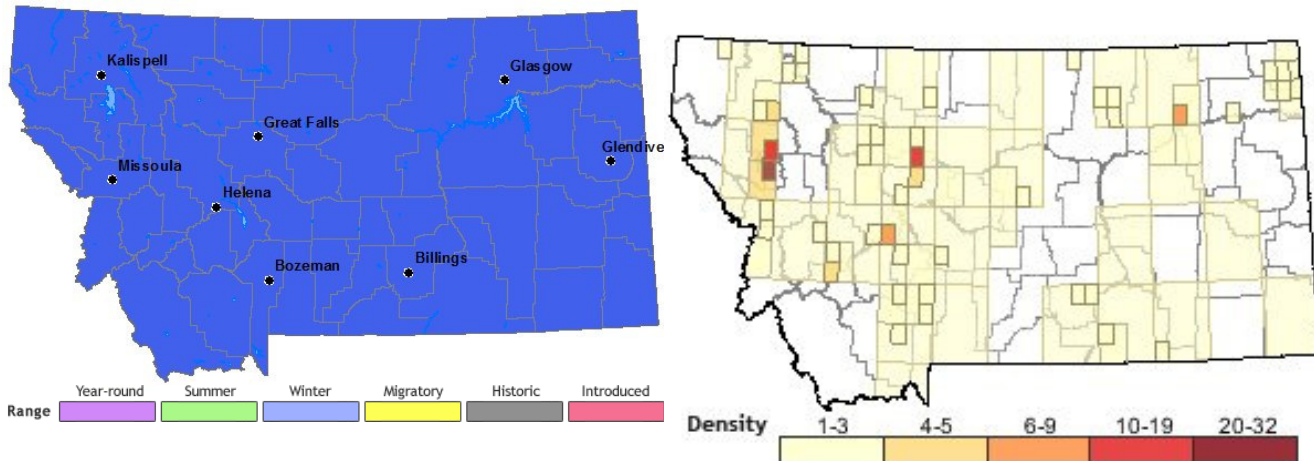 Kalispell
Glasgow
Great Falls
Glendive
Missoula
Helena
Bozeman
Billings
Range Year-round Summer Winter Migratory Historic Introduced
Density 1-3 4-5 6-9 10-19 20-32